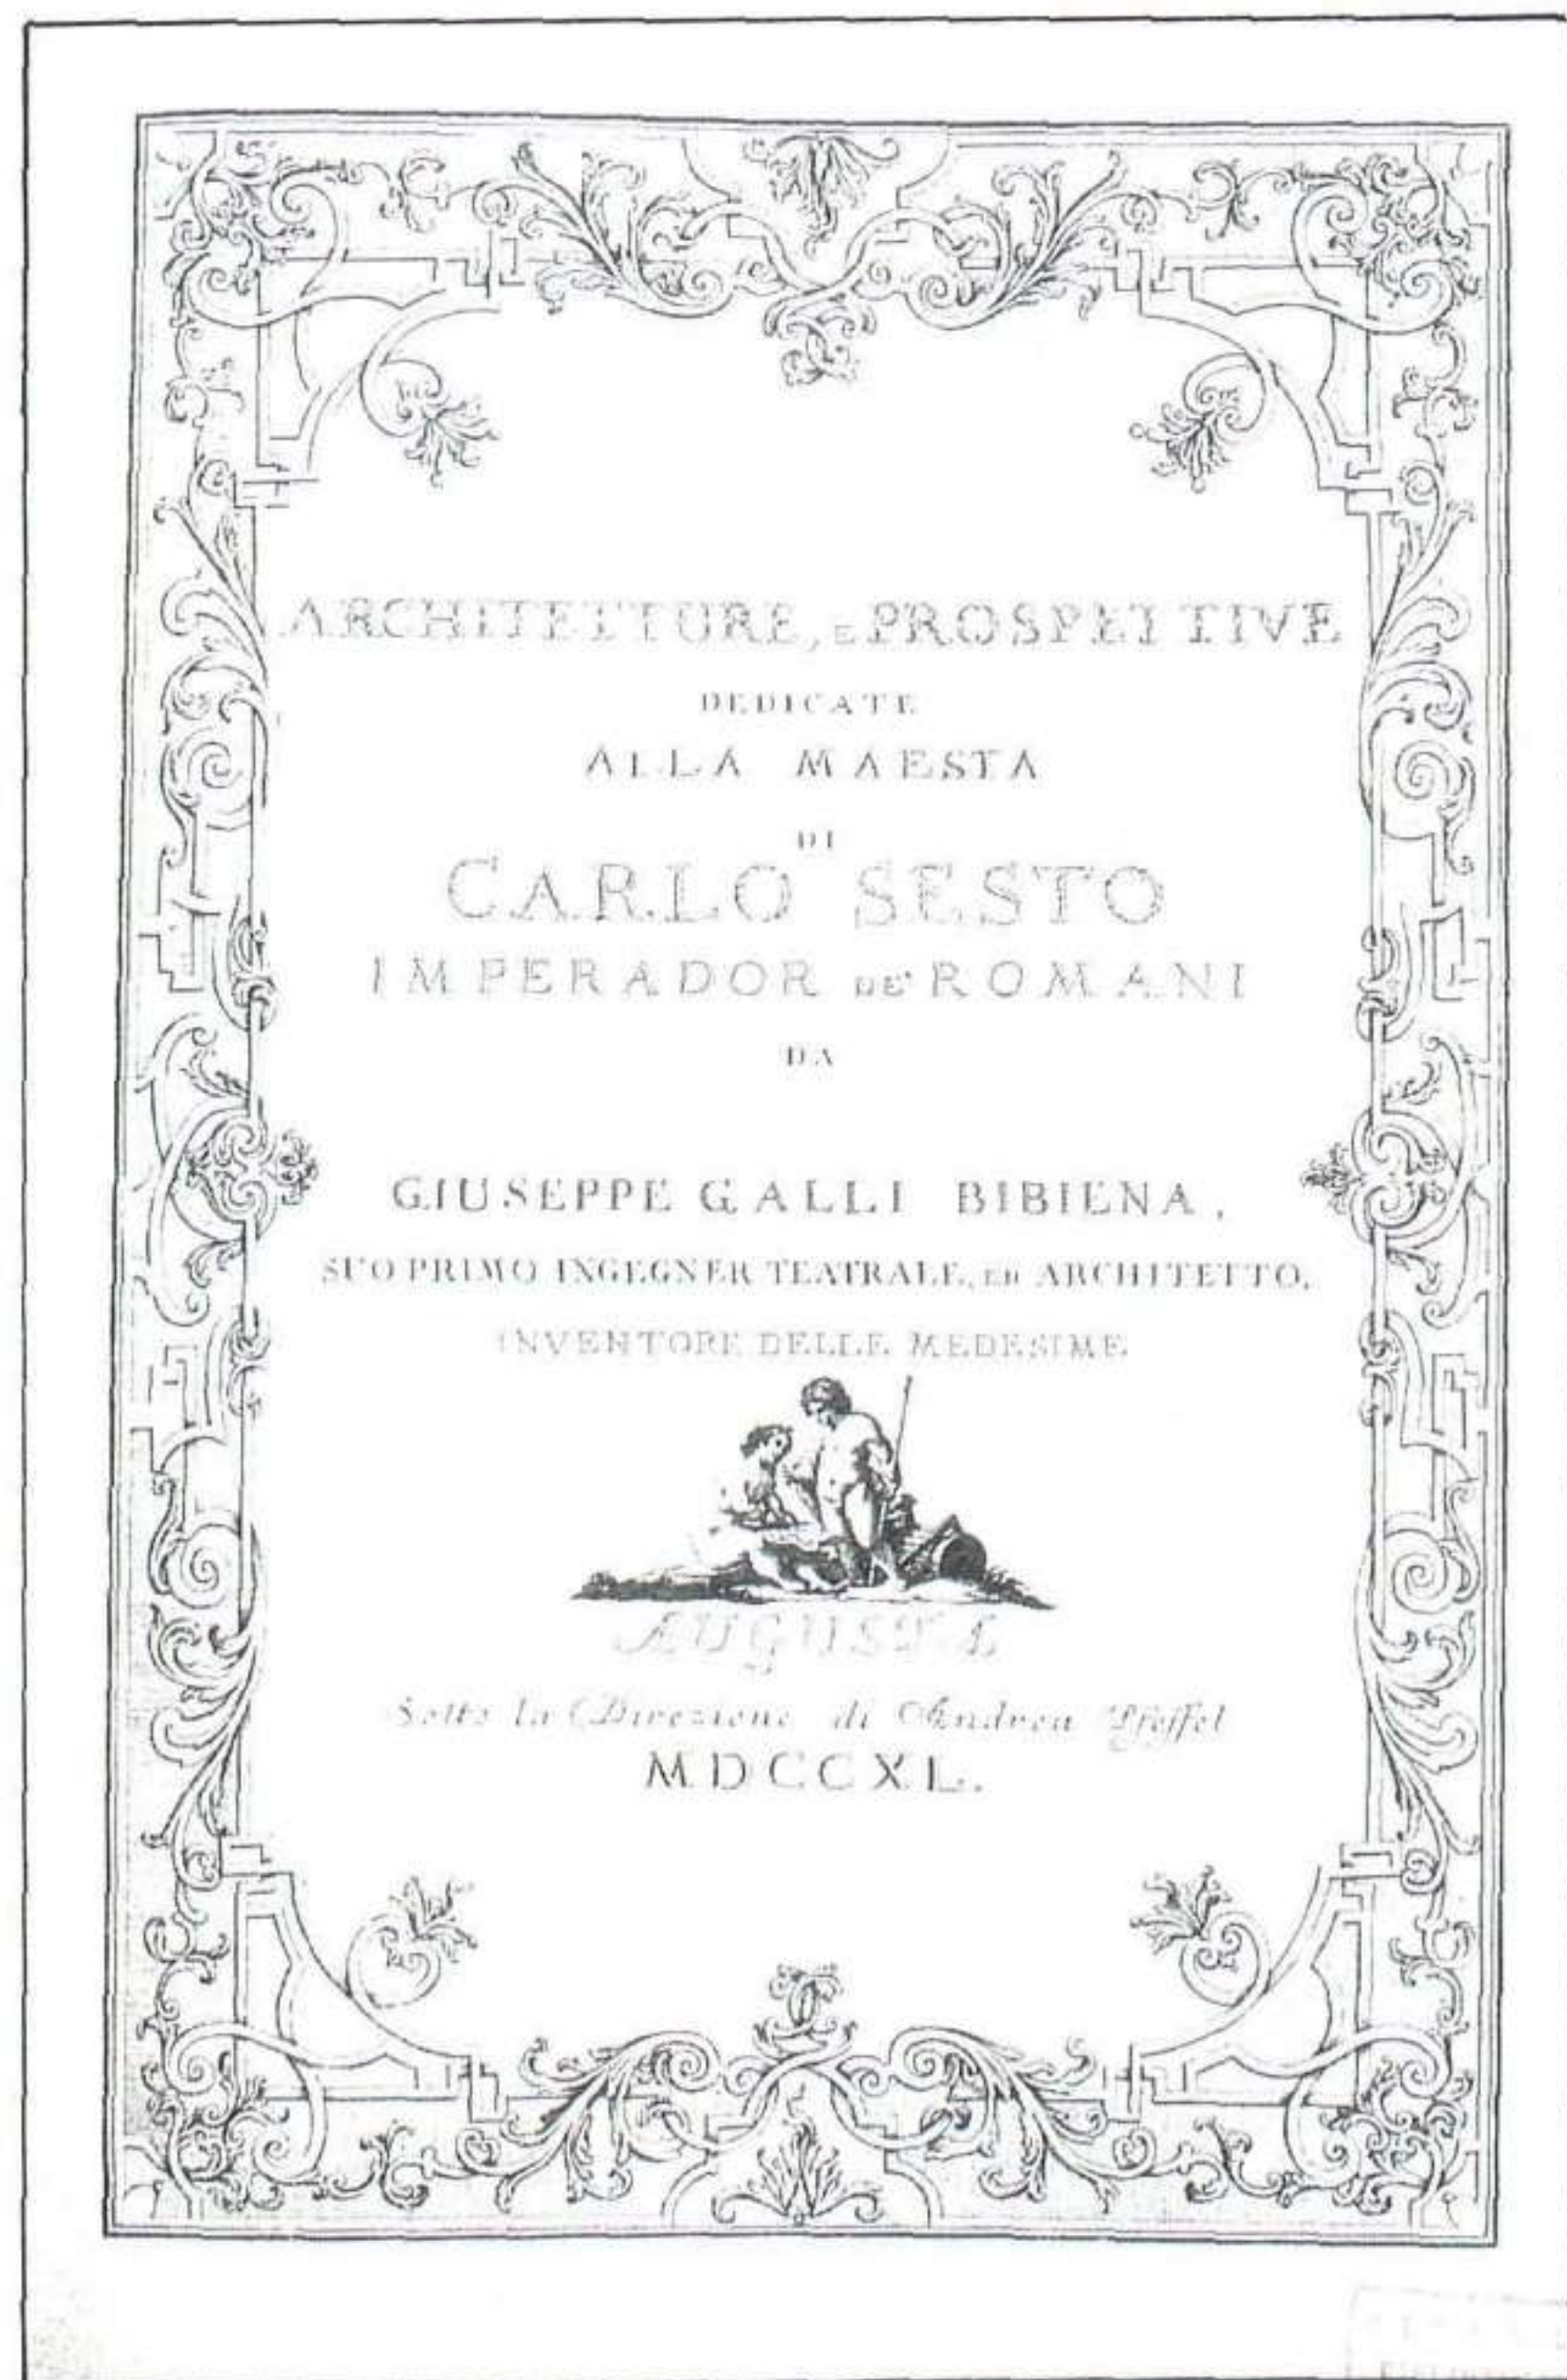 ARCHITETTURE, E PROSPETTIVE
DEDICATE
ALLA MAESTA
DI
CARLO SESTO
IMPERADOR DE' ROMANI
DA
GIUSEPPE GALLI BIBIENA,
SUO PRIMO INGEGNER TEATRALE, ED ARCHITETTO,
INVENTORE DELLE MEDESIME
AUGUSTA
Sotto la Direzione di Andrea Pfeffel
MDCCXL.